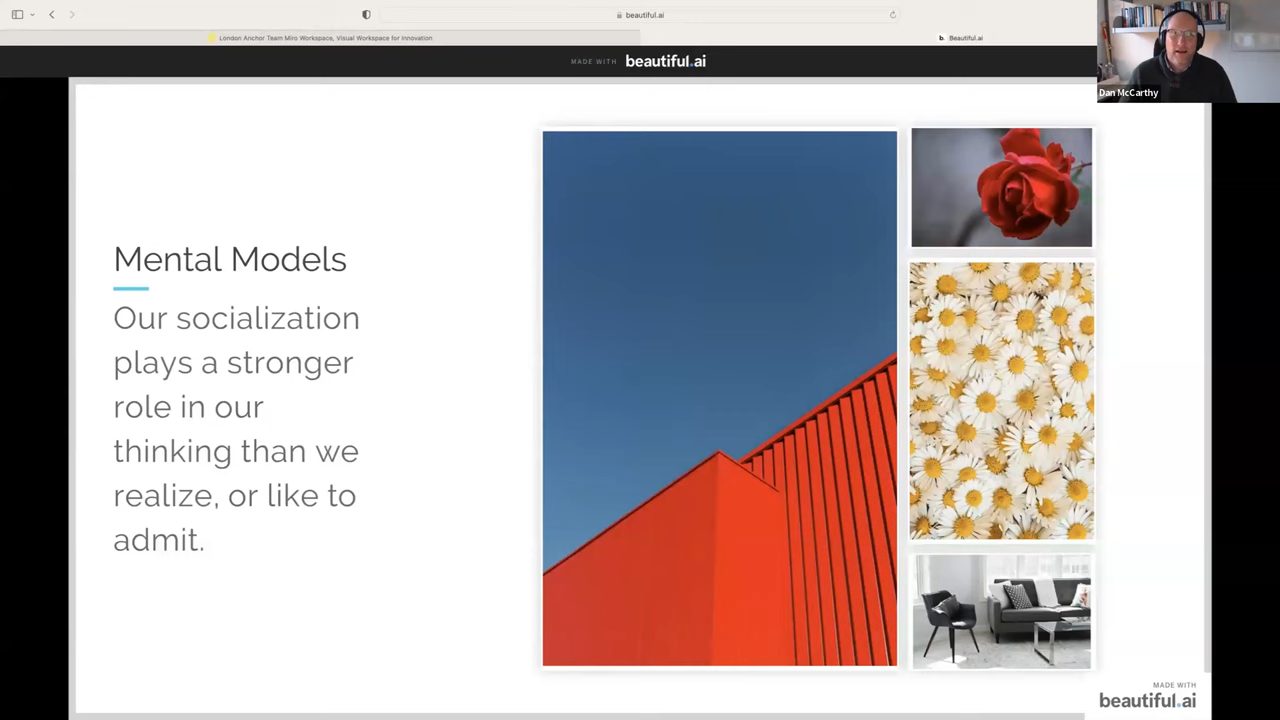 beautiful.ai
London Anchor Team Miro Workspace, Visual Workspace for Innovation
b. Beautiful.ai
MADE WITH beautiful.ai
Dan McCarthy
Mental Models
Our socialization
plays a stronger
role in our
thinking than we
realize, or like to
admit.
MADE WITH
beautiful.ai